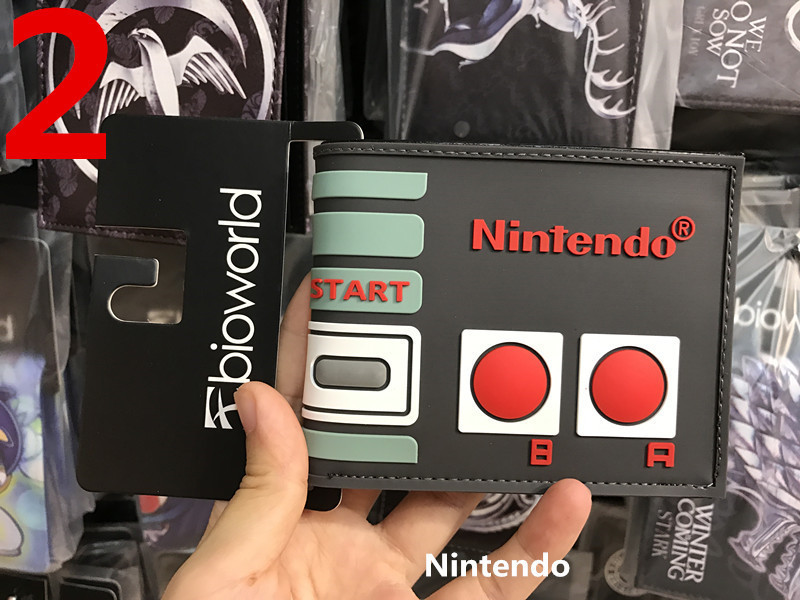 2
WE
DO NOT
SOW
bioworld
Nintendo®
START
B A
WINTER
COMING
STARK
Nintendo